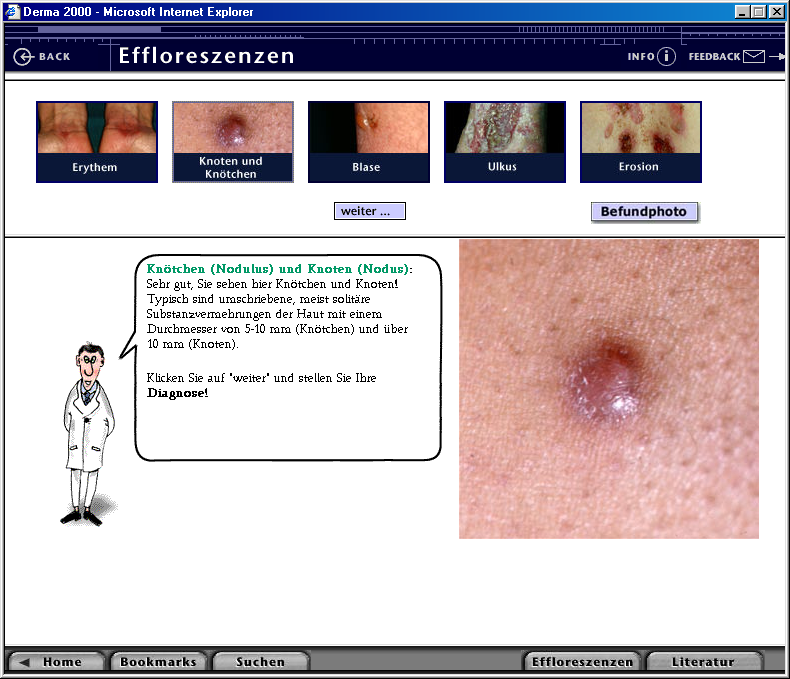 Derma 2000 - Microsoft Internet Explorer
BACK
Effloreszenzen
INFO
FEEDBACK
Erythem
Knoten und
Knötchen
Blase
Ulkus
Erosion
weiter ...
Befundphoto
Knötchen (Nodulus) und Knoten (Nodus):
Sehr gut, Sie sehen hier Knötchen und Knoten!
Typisch sind umschriebene, meist solitäre
Substanzvermehrungen der Haut mit einem
Durchmesser von 5-10 mm (Knötchen) und über
10 mm (Knoten).
Klicken Sie auf "weiter" und stellen Sie Ihre
Diagnose!
Home
Bookmarks
Suchen
Effloreszenzen
Literatur